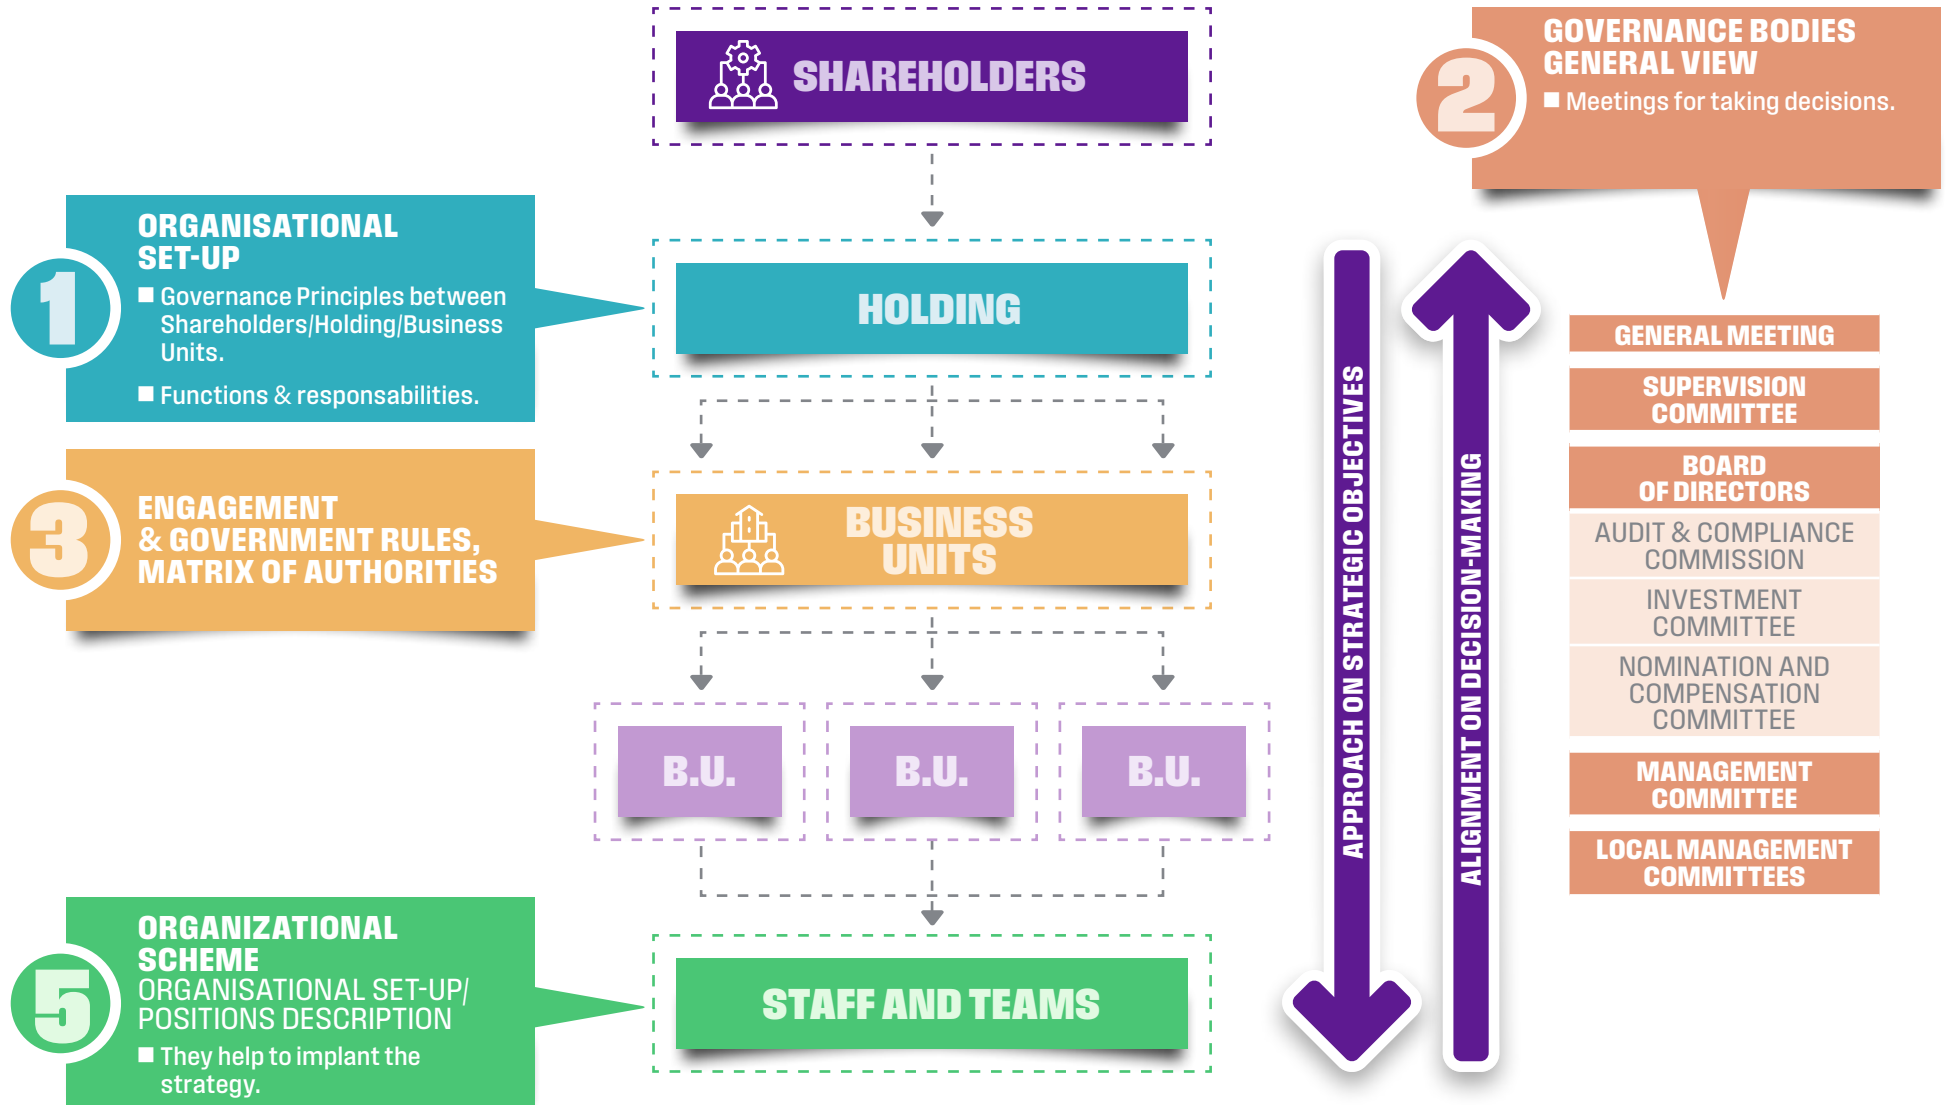 SHAREHOLDERS
2
GOVERNANCE BODIES
GENERAL VIEW
■ Meetings for taking decisions.
1
ORGANISATIONAL
SET-UP
■ Governance Principles between
Shareholders/Holding/Business
Units.
■ Functions & responsabilities.
HOLDING
3
ENGAGEMENT
& GOVERNMENT RULES,
MATRIX OF AUTHORITIES
BUSINESS
UNITS
B.U.
B.U.
B.U.
5
ORGANIZATIONAL
SCHEME
ORGANISATIONAL SET-UP/
POSITIONS DESCRIPTION
■ They help to implant the
strategy.
STAFF AND TEAMS
APPROACH ON STRATEGIC OBJECTIVES
ALIGNMENT ON DECISION-MAKING
GENERAL MEETING
SUPERVISION
COMMITTEE
BOARD
OF DIRECTORS
AUDIT & COMPLIANCE
COMMISSION
INVESTMENT
COMMITTEE
NOMINATION AND
COMPENSATION
COMMITTEE
MANAGEMENT
COMMITTEE
LOCAL MANAGEMENT
COMMITTEES